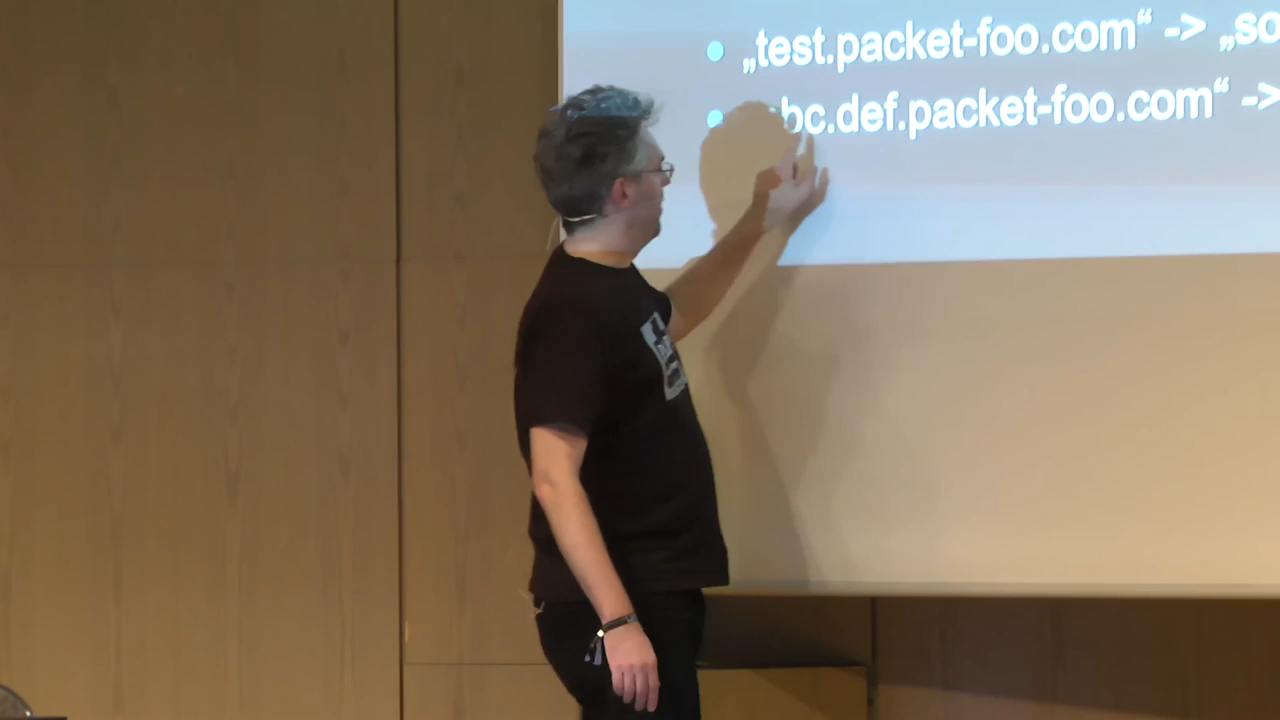 • „test.packet-foo.com“ -> „so
• bc.def.packet-foo.com“ ->